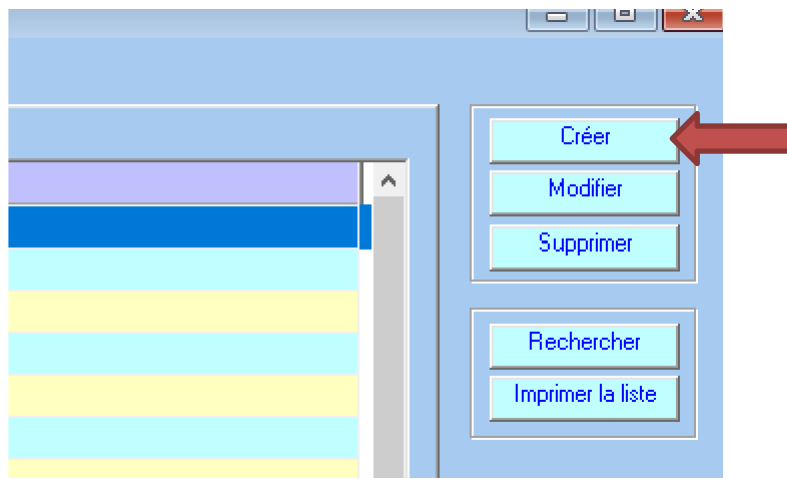 Créer
Modifier
Supprimer
Rechercher
Imprimer la liste